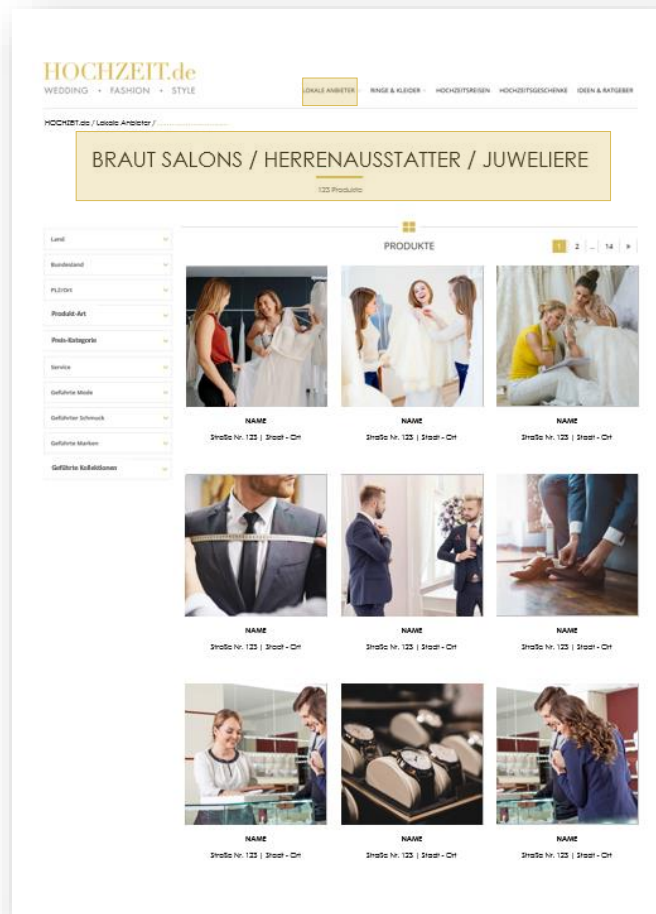 HOCHZEIT.de
WEDDING • FASHION • STYLE
LOKALE ANBIETER RINGE & KLEIDER HOCHZEITSREISEN HOCHZEITSGESCHENKE IDEEN & RATGEBER
HOCHZEIT.de / Lokale Anbieter / ................................
BRAUT SALONS / HERRENAUSSTATTER / JUWELIERE
123 Produkte
PRODUKTE
1 2 ... 14 »
Land
Bundesland
PLZ/Ort
Produkt-Art
Preis-Kategorie
Service
Geführte Mode
Geführter Schmuck
Geführte Marken
Geführte Kollektionen
NAME NAME NAME
Straße Nr. 123 | Stadt - Ort Straße Nr. 123 | Stadt - Ort Straße Nr. 123 | Stadt - Ort
NAME NAME NAME
Straße Nr. 123 | Stadt - Ort Straße Nr. 123 | Stadt - Ort Straße Nr. 123 | Stadt - Ort
NAME NAME NAME
Straße Nr. 123 | Stadt - Ort Straße Nr. 123 | Stadt - Ort Straße Nr. 123 | Stadt - Ort